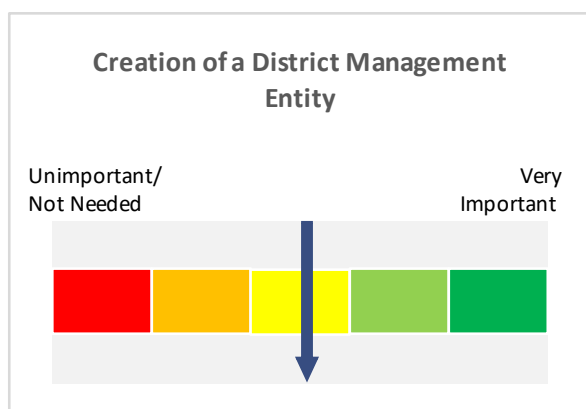 Creation of a District Management
Entity
Unimportant/
Not Needed
Very
Important